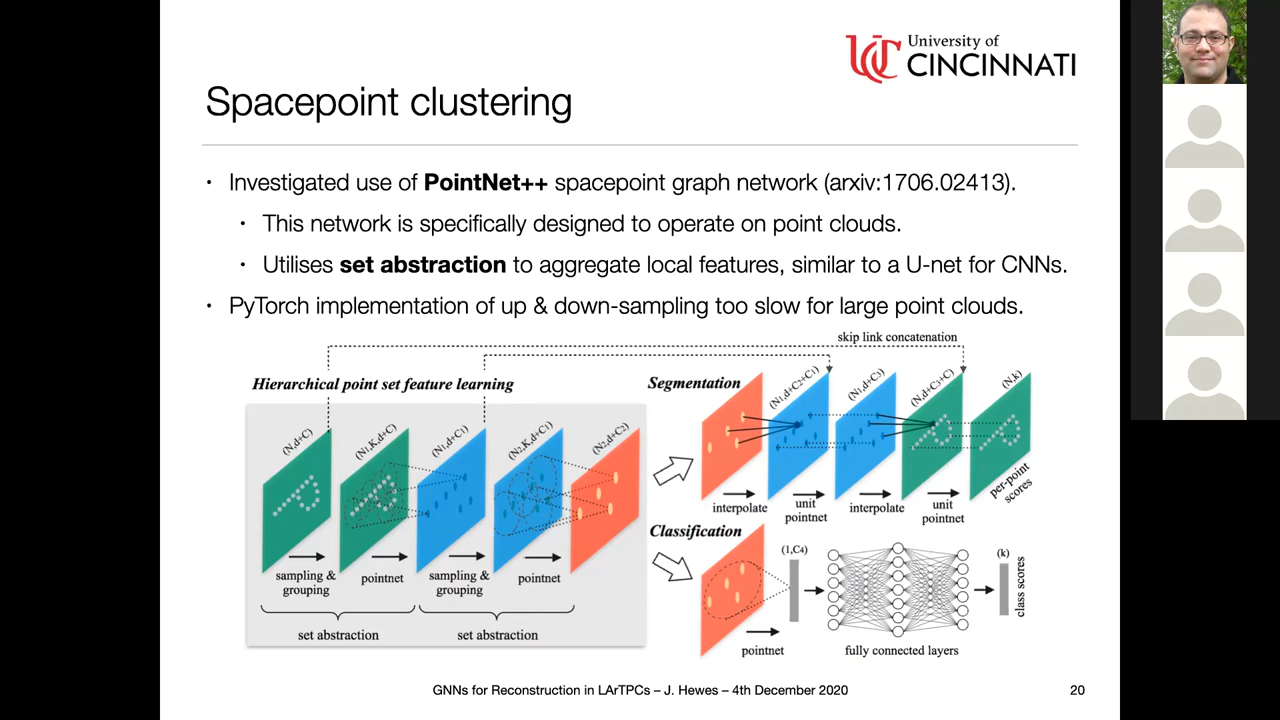 University of
CINCINNATI
Spacepoint clustering
• Investigated use of PointNet++ spacepoint graph network (arxiv:1706.02413).
• This network is specifically designed to operate on point clouds.
• Utilises set abstraction to aggregate local features, similar to a U-net for CNNs.
• PyTorch implementation of up & down-sampling too slow for large point clouds.
skip link concatenation
Hierarchical point set feature learning
(N,d+C)
(N1,K,d+C)
(N1,d+C1)
(N2,K,d+C1)
(N2,d+C2)
sampling &
grouping
pointnet
sampling &
grouping
pointnet
set abstraction
set abstraction
Segmentation
(N1,d+C2+C1)
(N1,d+C3)
(N,d+C3+C)
(N,k)
interpolate
unit
pointnet
interpolate
unit
pointnet
per-point
scores
Classification
(1,C4)
(k)
class scores
pointnet
fully connected layers
GNNs for Reconstruction in LArTPCs – J. Hewes – 4th December 2020
20